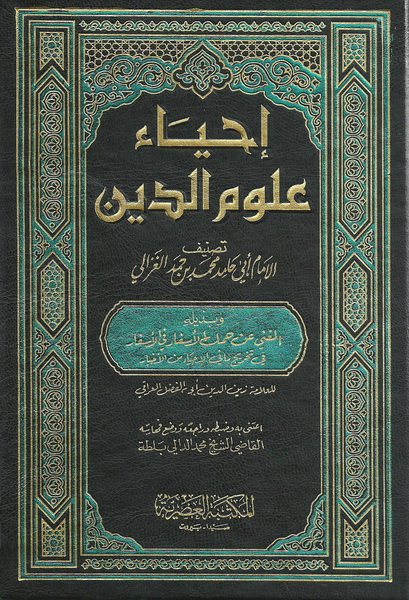 إحياء
علوم الدين
تصنيف
الإمام أبي حامد محمد بن محمد الغزالي
وبذيله
المغني عن حمل الأسفار في الأسفار
في تخريج ما في الإحياء من الأخبار
للعلامة زين الدين أبي الفضل العراقي
اعتنى به وضبطه وراجعه ووضع فهارسه
القاضي الشيخ محمد الدالي بلطة
المكتبة العصرية
صيدا - بيروت